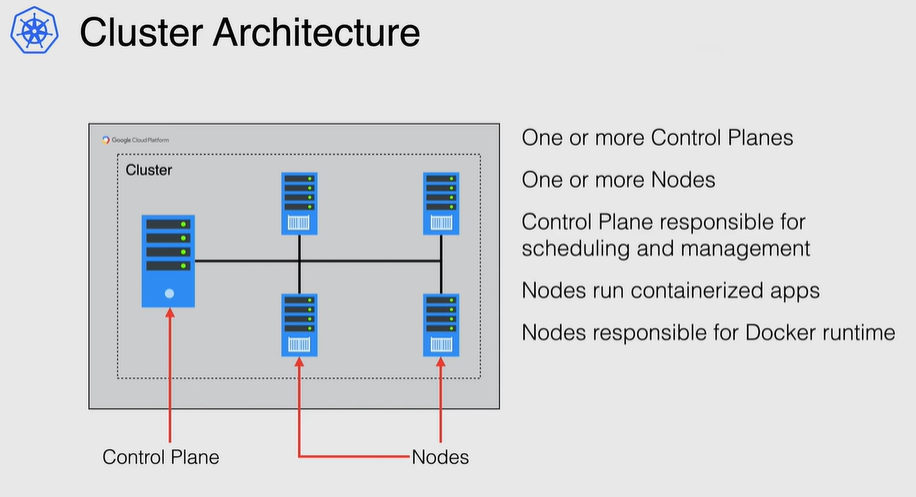 Cluster Architecture
Google Cloud Platform
Cluster
One or more Control Planes
One or more Nodes
Control Plane responsible for
scheduling and management
Nodes run containerized apps
Nodes responsible for Docker runtime
Control Plane
Nodes